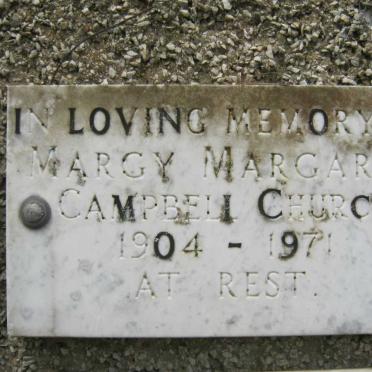 IN LOVING MEMORY
MARGY MARGAR
CAMPBELL CHURC
1904 - 1971
AT REST.